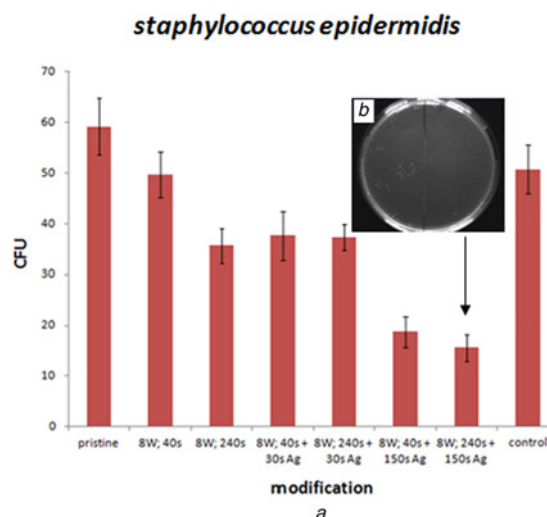 staphylococcus epidermidis
b
70
60
50
40
30
20
10
0
CFU
pristine
8W; 40s
8W; 240s
8W; 40s +
30s Ag
8W; 240s +
30s Ag
8W; 40s +
150s Ag
8W; 240s +
150s Ag
control
modification
a